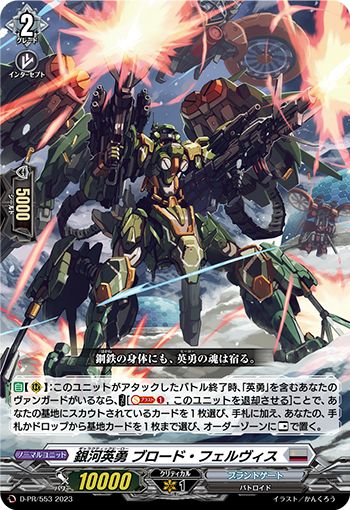 2
グレード
インターセプト
シールド
5000
鋼鉄の身体にも、英勇の魂は宿る。
自【R】:このユニットがアタックしたバトル終了時、「英勇」を含むあなたの
ヴァンガードがいるなら、【ブラスト1, このユニットを退却させる】ことで、あ
なたの墓地にスカウトされているカードを1枚選び、手札に加え、あなたの手
札かドロップから墓地カードを1枚まで選び、オーダーゾーンに置く。
ノーマルユニット
銀河英勇 ブロード・フェルヴィス
パワー
10000
クリティカル
1
ブラントゲート
バトロイド
D-PR/553 2023
イラスト/かんくろう